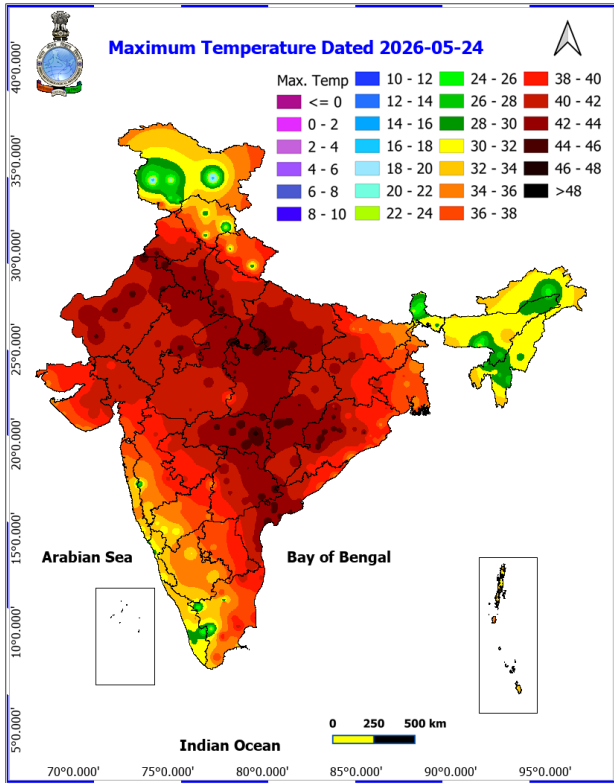 Maximum Temperature Dated 2026-05-24
Max. Temp
<= 0
0 - 2
2 - 4
4 - 6
6 - 8
8 - 10
10 - 12
12 - 14
14 - 16
16 - 18
18 - 20
20 - 22
22 - 24
24 - 26
26 - 28
28 - 30
30 - 32
32 - 34
34 - 36
36 - 38
38 - 40
40 - 42
42 - 44
44 - 46
46 - 48
>48
40°0.000'
35°0.000'
30°0.000'
25°0.000'
20°0.000'
15°0.000'
10°0.000'
5°0.000'
Arabian Sea
Bay of Bengal
Indian Ocean
0 250 500 km
70°0.000' 75°0.000' 80°0.000' 85°0.000' 90°0.000' 95°0.000'